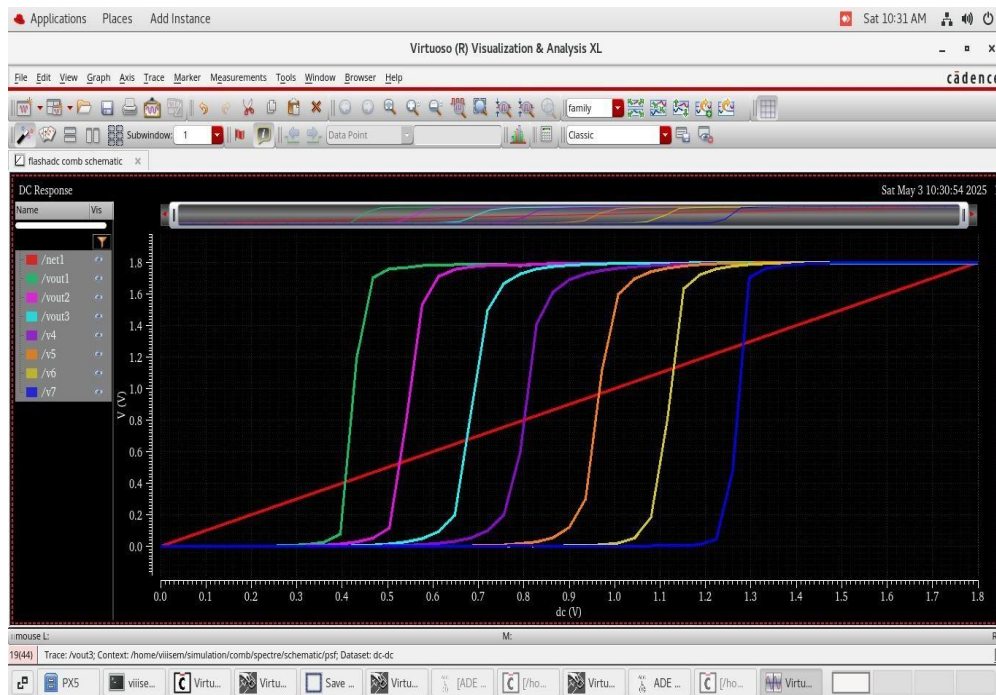 Applications Places Add Instance Sat 10:31 AM
Virtuoso (R) Visualization & Analysis XL
File Edit View Graph Axis Trace Marker Measurements Tools Window Browser Help cādence
family
Subwindow: 1 Data Point Classic
flashadc comb schematic
DC Response Sat May 3 10:30:54 2025
Name Vis
/net1
/vout1
/vout2
/vout3
/v4
/v5
/v6
/v7
V (V)
1.8
1.6
1.4
1.2
1.0
0.8
0.6
0.4
0.2
0.0
0.0 0.1 0.2 0.3 0.4 0.5 0.6 0.7 0.8 0.9 1.0 1.1 1.2 1.3 1.4 1.5 1.6 1.7 1.8
dc (V)
mouse L: M: R
19(44) Trace: /vout3; Context: /home/viiisem/simulation/comb/spectre/schematic/psf; Dataset: dc-dc
PX5 viiise... Virtu... Virtu... Save ... Virtu... [ADE ... [/ho... Virtu... ADE ... [/ho... Virtu...